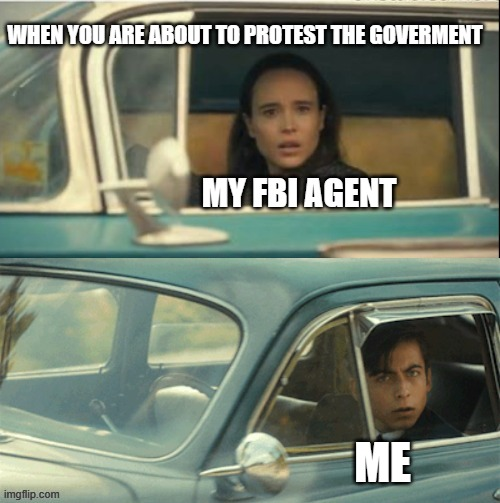 WHEN YOU ARE ABOUT TO PROTEST THE GOVERMENT
MY FBI AGENT
ME
imgflip.com